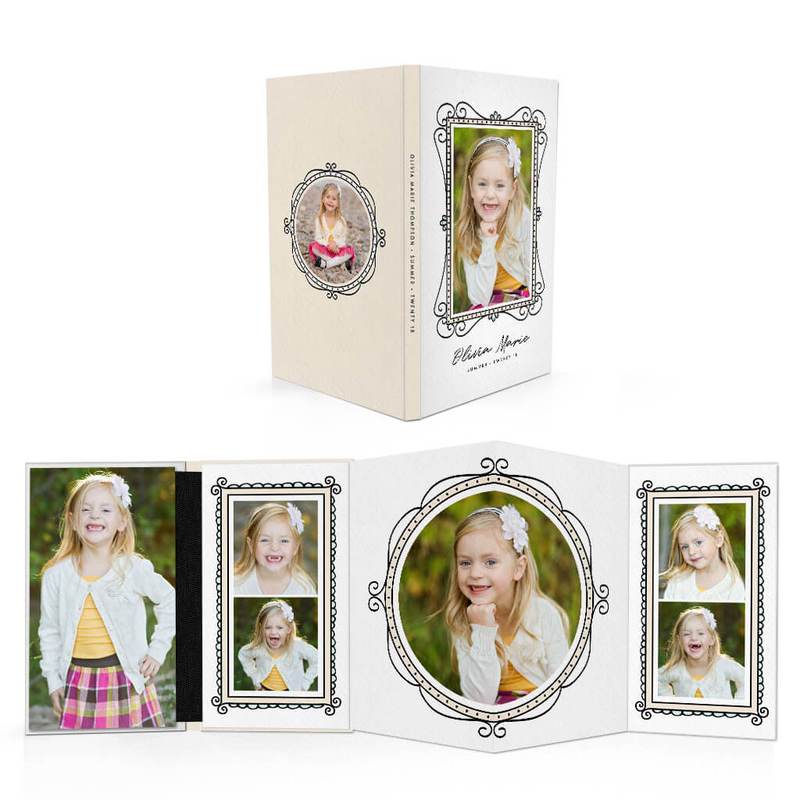 OLIVIA MARIE THOMPSON • SUMMER • TWENTY 18
Olivia Marie
SUMMER • TWENTY 18